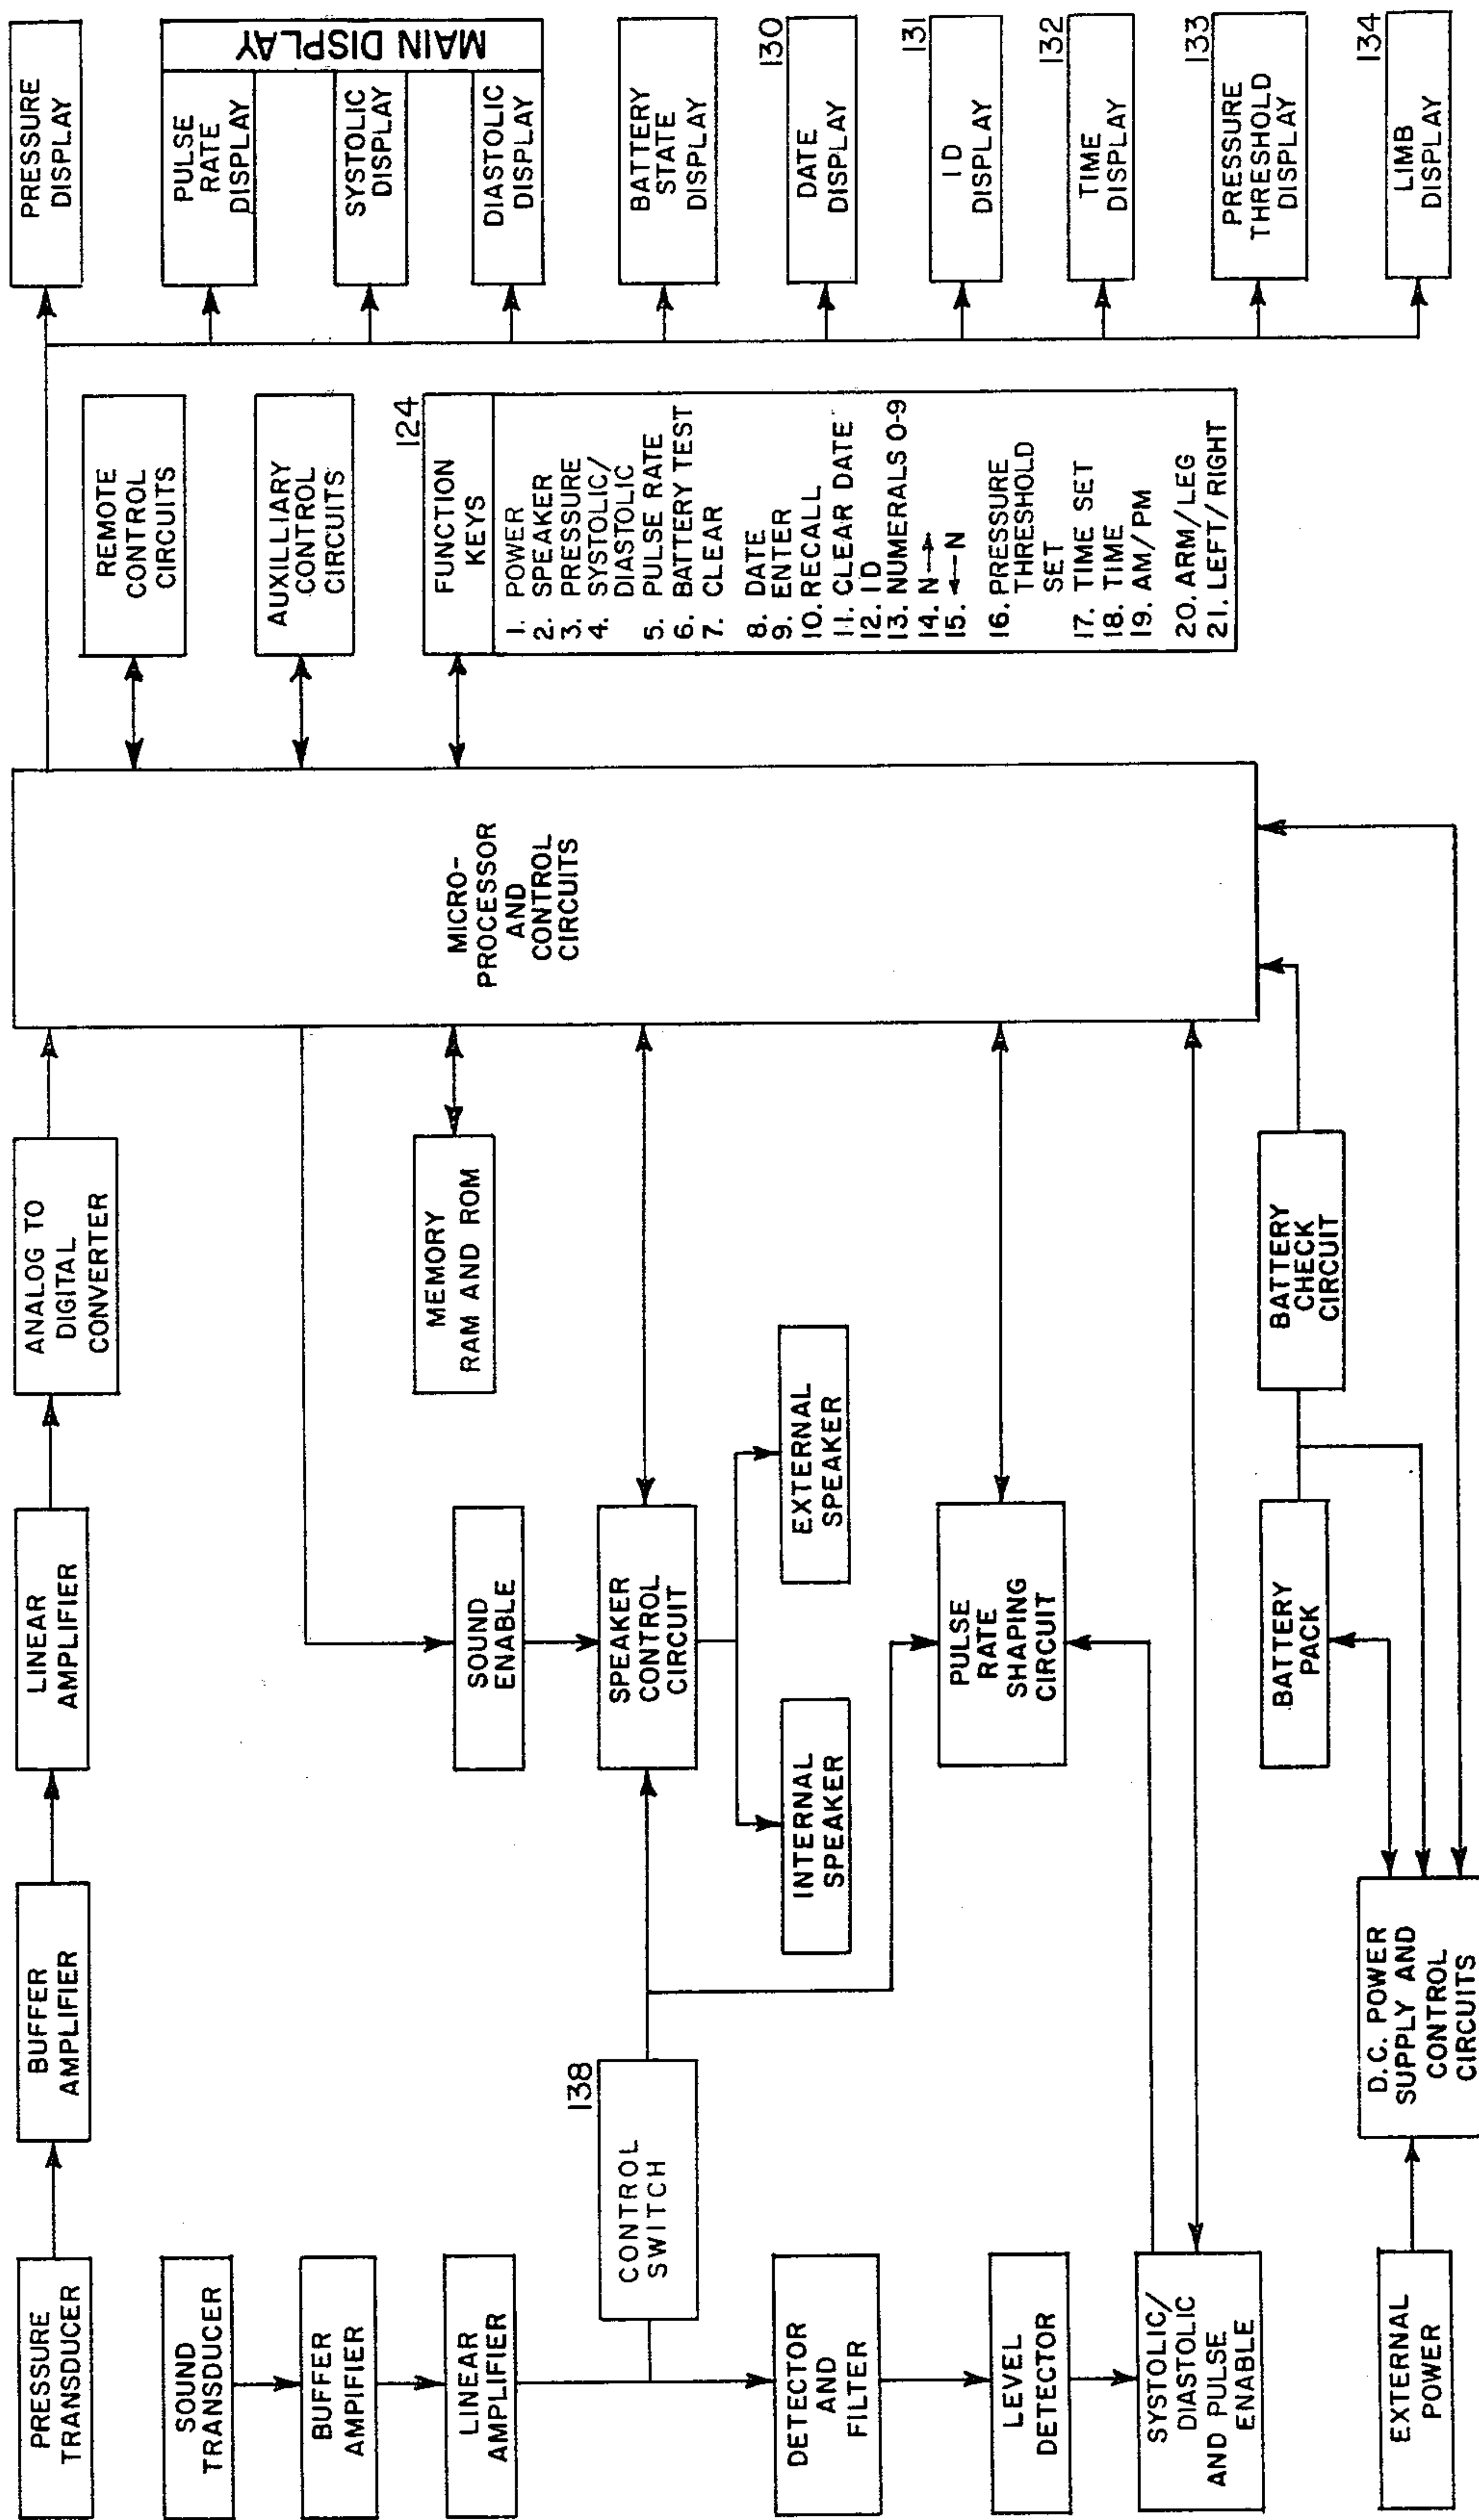 PRESSURE
TRANSDUCER
BUFFER
AMPLIFIER
LINEAR
AMPLIFIER
ANALOG TO
DIGITAL
CONVERTER
SOUND
TRANSDUCER
BUFFER
AMPIFIER
LINEAR
AMPLIFIER
138
CONTROL
SWITCH
DETECTOR
AND
FILTER
LEVEL
DETECTOR
SYSTOLIC/
DIASTOLIC
AND PULSE
ENABLE
EXTERNAL
POWER
D.C. POWER
SUPPLY AND
CONTROL
CIRCUITS
SOUND
ENABLE
SPEAKER
CONTROL
CIRCUIT
INTERNAL
SPEAKER
EXTERNAL
SPEAKER
PULSE
RATE
SHAPING
CIRCUIT
BATTERY
PACK
BATTERY
CHECK
CIRCUIT
MEMORY
RAM AND ROM
MICRO-
PROCESSOR
AND
CONTROL
CIRCUITS
REMOTE
CONTROL
CIRCUITS
AUXILLIARY
CONTROL
CIRCUITS
124
FUNCTION
KEYS
1. POWER
2. SPEAKER
3. PRESSURE
4. SYSTOLIC/
DIASTOLIC
5. PULSE RATE
6. BATTERY TEST
7. CLEAR
8. DATE
9. ENTER
10. RECALL
11. CLEAR DATE
12. ID
13. NUMERALS 0-9
14. N→
15. ←N
16. PRESSURE
THRESHOLD
SET
17. TIME SET
18. TIME
19. AM/PM
20. ARM/LEG
21. LEFT/RIGHT
PRESSURE
DISPLAY
MAIN DISPLAY
PULSE
RATE
DISPLAY
SYSTOLIC
DISPLAY
DIASTOLIC
DISPLAY
BATTERY
STATE
DISPLAY
130
DATE
DISPLAY
131
ID
DISPLAY
132
TIME
DISPLAY
133
PRESSURE
THRESHOLD
DISPLAY
134
LIMB
DISPLAY